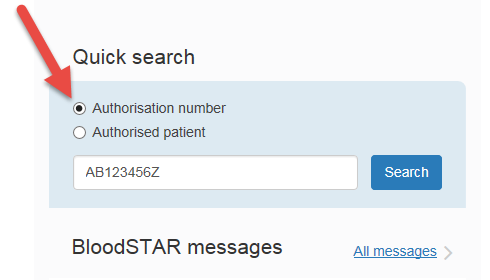 Quick search
Authorisation number
Authorised patient
AB123456Z Search
BloodSTAR messages All messages